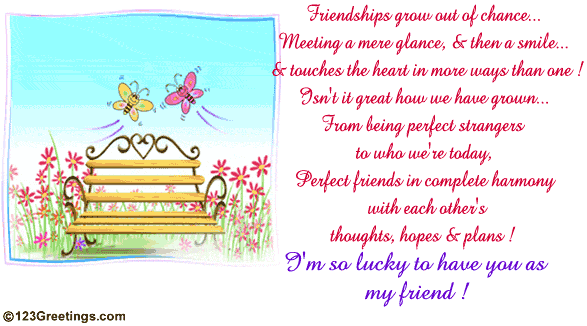 Friendships grow out of chance...
Meeting a mere glance, & then a smile...
& touches the heart in more ways than one !
Isn't it great how we have grown...
From being perfect strangers
to who we're today,
Perfect friends in complete harmony
with each other's
thoughts, hopes & plans !
I'm so lucky to have you as
my friend !
©123Greetings.com